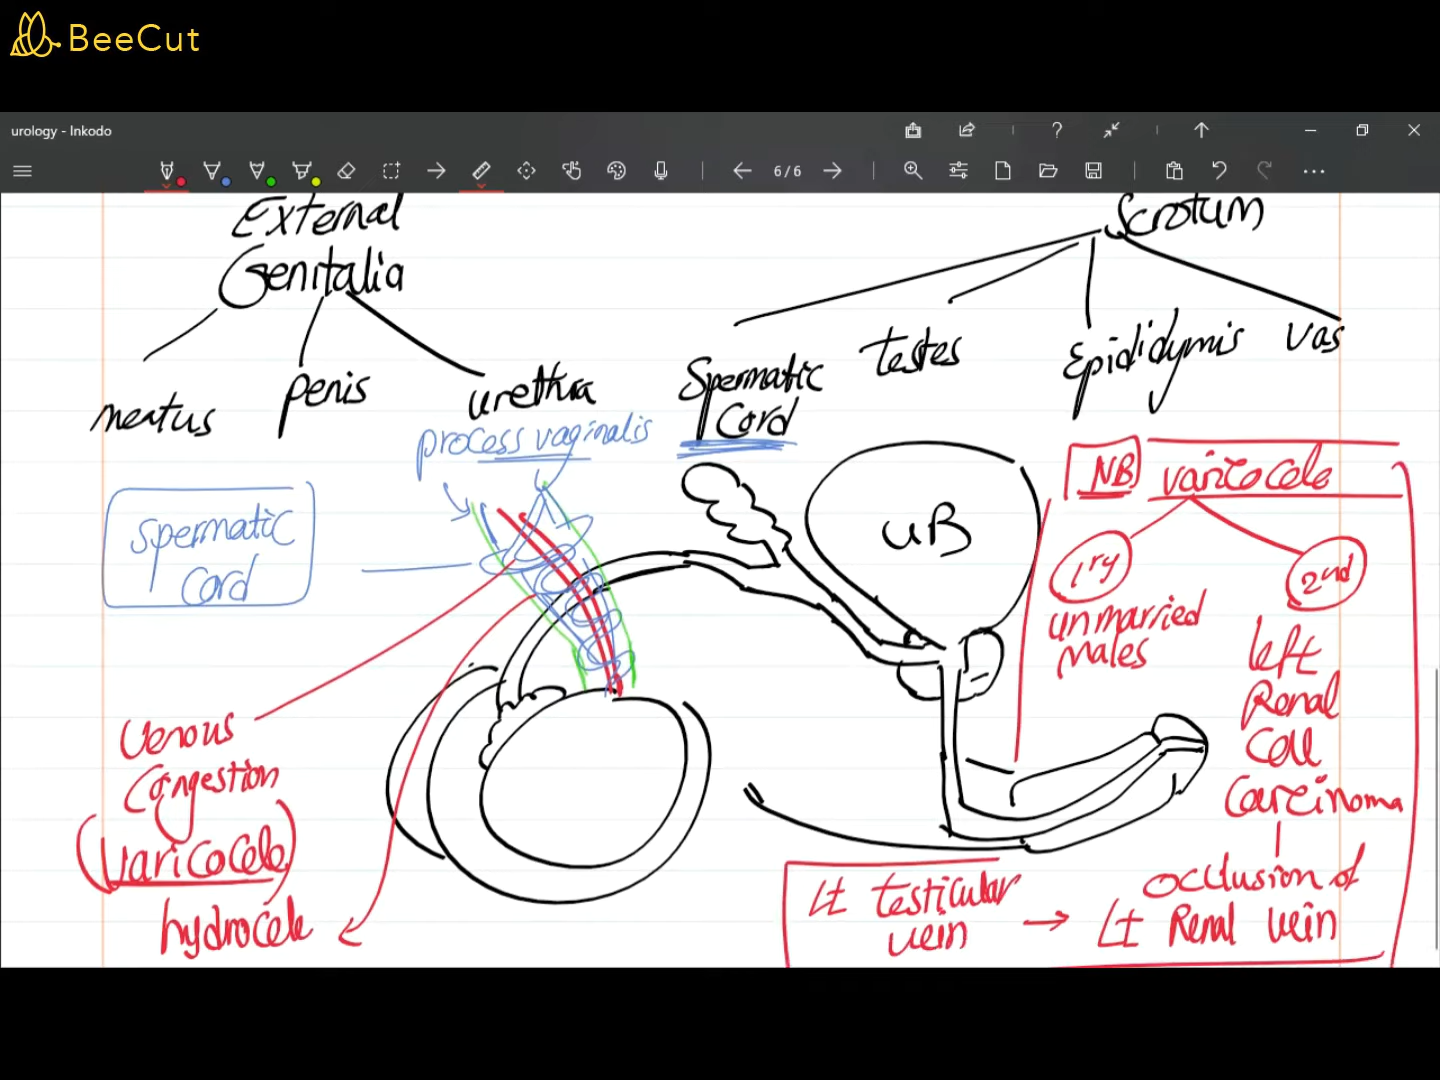 BeeCut
urology - Inkodo
6/6
External
Genitalia
meatus
penis
urethra
Scrotum
Spermatic
Cord
testes
Epididymis
vas
process vaginalis
Spermatic
Cord
UB
NB
varicocele
1ry
unmarried
males
2nd
left
Renal
Cell
Carcinoma
occlusion of
Lt Renal vein
Lt testicular
vein
Venous
Congestion
(varicocele)
hydrocele